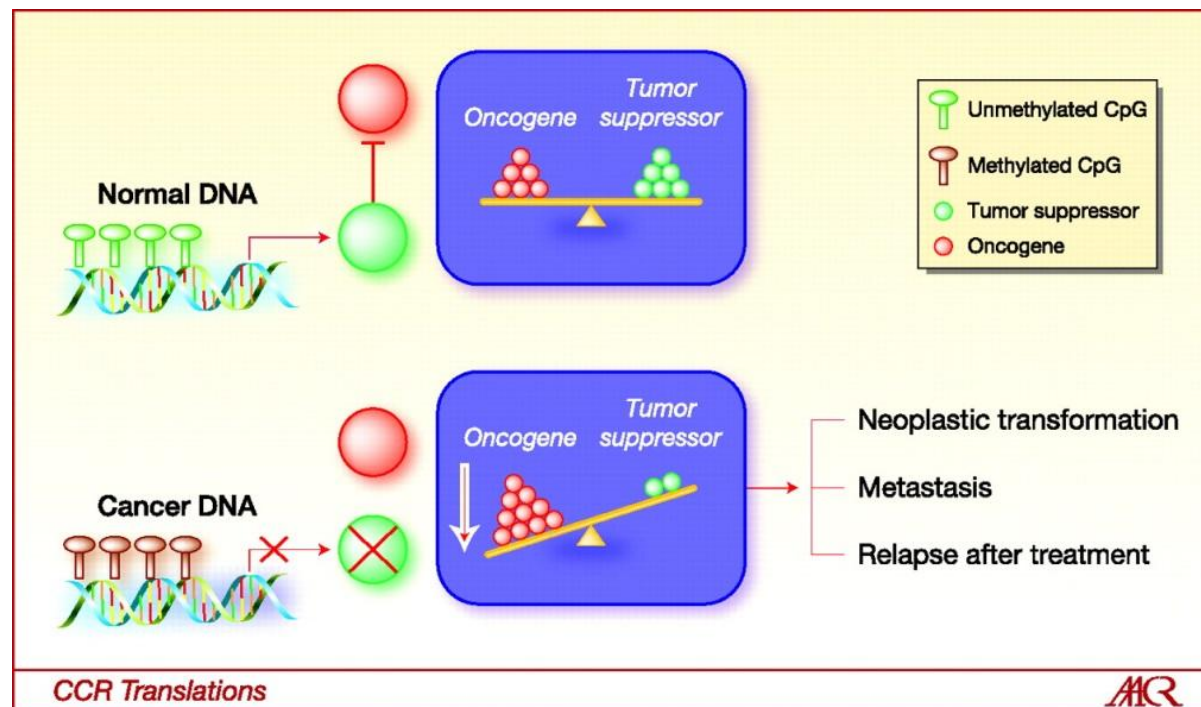 Oncogene
Tumor
suppressor
Unmethylated CpG
Methylated CpG
Tumor suppressor
Oncogene
Normal DNA
Oncogene
Tumor
suppressor
Neoplastic transformation
Metastasis
Relapse after treatment
Cancer DNA
CCR Translations
AACR